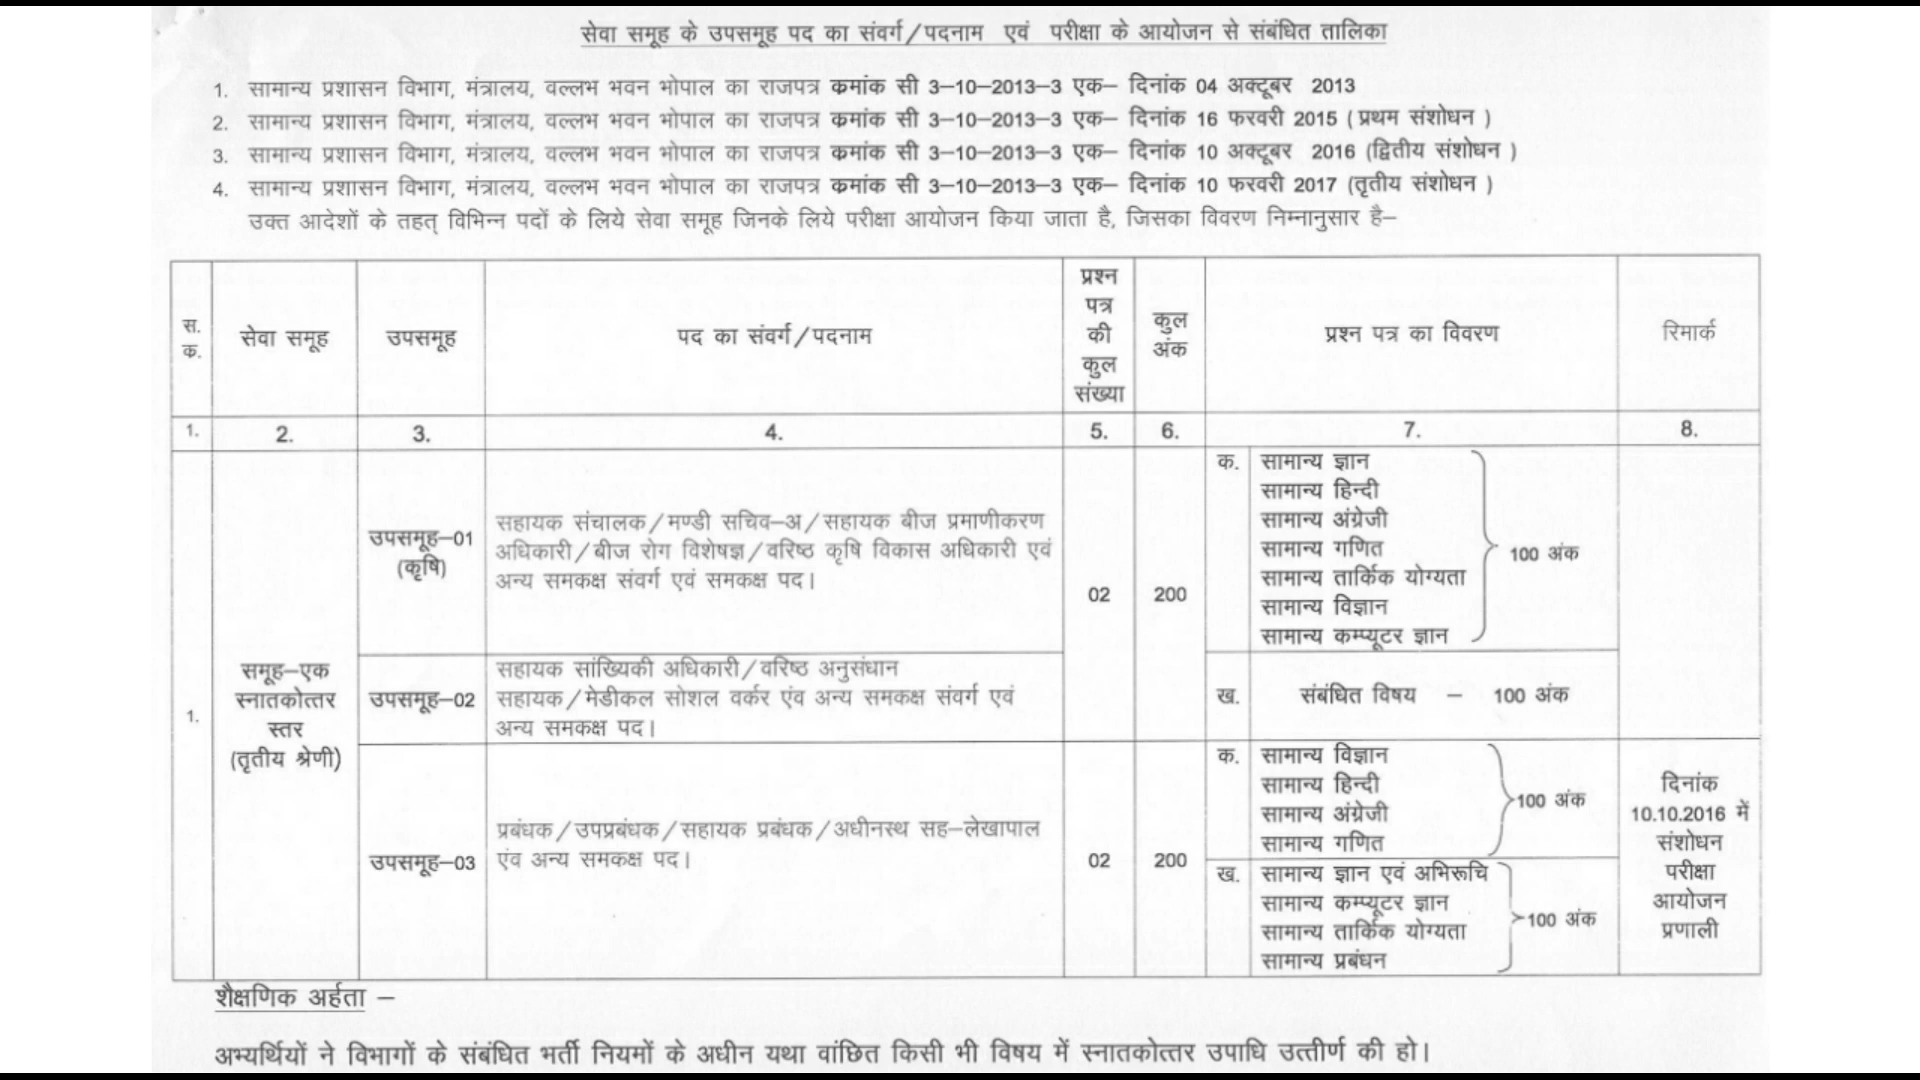 सेवा समूह के उपसमूह पद का संवर्ग/पदनाम एवं परीक्षा के आयोजन से संबंधित तालिका
1. सामान्य प्रशासन विभाग, मंत्रालय, वल्लभ भवन भोपाल का राजपत्र कमांक सी 3–10–2013–3 एक– दिनांक 04 अक्टूबर 2013
2. सामान्य प्रशासन विभाग, मंत्रालय, वल्लभ भवन भोपाल का राजपत्र कमांक सी 3–10–2013–3 एक– दिनांक 16 फरवरी 2015 ( प्रथम संशोधन )
3. सामान्य प्रशासन विभाग, मंत्रालय, वल्लभ भवन भोपाल का राजपत्र कमांक सी 3–10–2013–3 एक– दिनांक 10 अक्टूबर 2016 (द्वितीय संशोधन )
4. सामान्य प्रशासन विभाग, मंत्रालय, वल्लभ भवन भोपाल का राजपत्र कमांक सी 3–10–2013–3 एक– दिनांक 10 फरवरी 2017 (तृतीय संशोधन )
उक्त आदेशों के तहत् विभिन्न पदों के लिये सेवा समूह जिनके लिये परीक्षा आयोजन किया जाता है, जिसका विवरण निम्नानुसार है–
स.
क.
सेवा समूह
उपसमूह
पद का संवर्ग/पदनाम
प्रश्न
पत्र
की
कुल
संख्या
कुल
अंक
प्रश्न पत्र का विवरण
रिमार्क
1. 2. 3. 4. 5. 6. 7. 8.
1.
समूह–एक
स्नातकोत्तर
स्तर
(तृतीय श्रेणी)
उपसमूह–01
(कृषि)
सहायक संचालक/मण्डी सचिव–अ/सहायक बीज प्रमाणीकरण
अधिकारी/बीज रोग विशेषज्ञ/वरिष्ठ कृषि विकास अधिकारी एवं
अन्य समकक्ष संवर्ग एवं समकक्ष पद।
02
200
क. सामान्य ज्ञान
सामान्य हिन्दी
सामान्य अंग्रेजी
सामान्य गणित
सामान्य तार्किक योग्यता
सामान्य विज्ञान
सामान्य कम्प्यूटर ज्ञान
100 अंक
उपसमूह–02
सहायक सांख्यिकी अधिकारी/वरिष्ठ अनुसंधान
सहायक/मेडीकल सोशल वर्कर एंव अन्य समकक्ष संवर्ग एवं
अन्य समकक्ष पद।
ख. संबंधित विषय – 100 अंक
उपसमूह–03
प्रबंधक/उपप्रबंधक/सहायक प्रबंधक/अधीनस्थ सह–लेखापाल
एंव अन्य समकक्ष पद।
02
200
क. सामान्य विज्ञान
सामान्य हिन्दी
सामान्य अंग्रेजी
सामान्य गणित
100 अंक
ख. सामान्य ज्ञान एवं अभिरूचि
सामान्य कम्प्यूटर ज्ञान
सामान्य तार्किक योग्यता
सामान्य प्रबंधन
100 अंक
दिनांक
10.10.2016 में
संशोधन
परीक्षा
आयोजन
प्रणाली
शैक्षणिक अर्हता –
अभ्यर्थियों ने विभागों के संबंधित भर्ती नियमों के अधीन यथा वांछित किसी भी विषय में स्नातकोत्तर उपाधि उत्तीर्ण की हो।